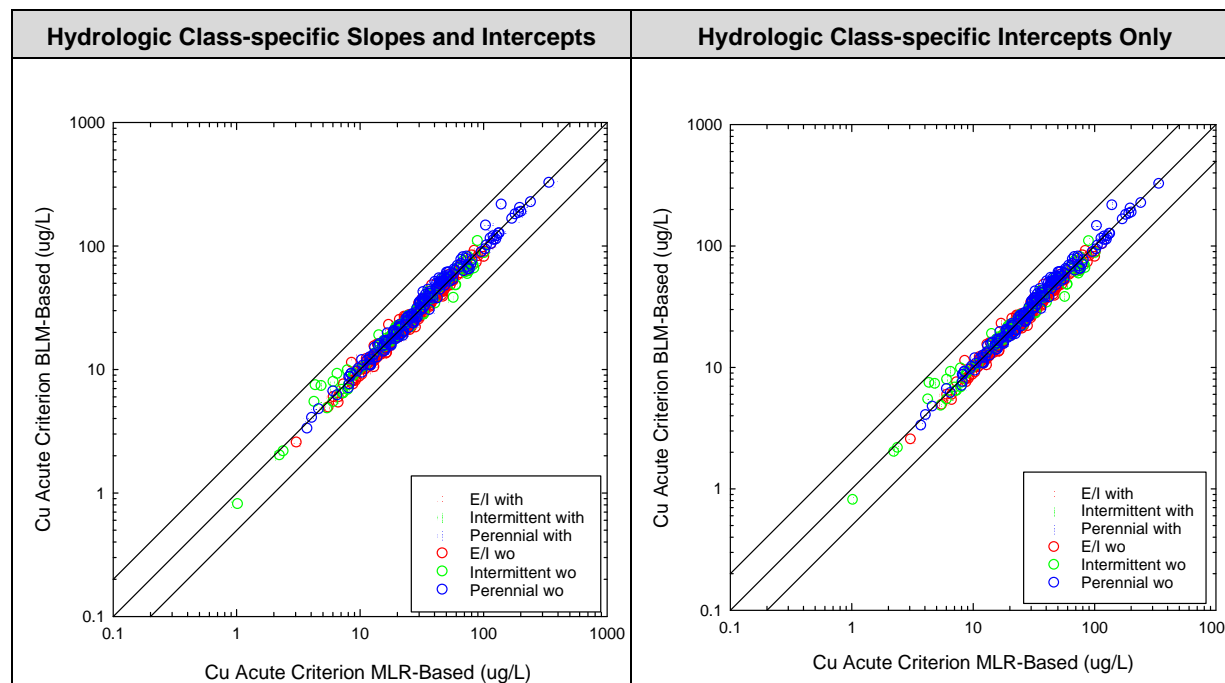 Hydrologic Class-specific Slopes and Intercepts
Hydrologic Class-specific Intercepts Only
Cu Acute Criterion BLM-Based (ug/L)
1000
100
10
1
0.1
E/I with
Intermittent with
Perennial with
E/I wo
Intermittent wo
Perennial wo
0.1 1 10 100 1000
Cu Acute Criterion MLR-Based (ug/L)
Cu Acute Criterion BLM-Based (ug/L)
1000
100
10
1
0.1
E/I with
Intermittent with
Perennial with
E/I wo
Intermittent wo
Perennial wo
0.1 1 10 100 100
Cu Acute Criterion MLR-Based (ug/L)